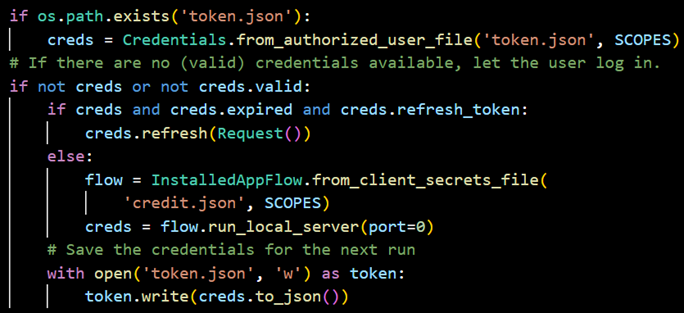 if os.path.exists('token.json'):
    creds = Credentials.from_authorized_user_file('token.json', SCOPES)
# If there are no (valid) credentials available, let the user log in.
if not creds or not creds.valid:
    if creds and creds.expired and creds.refresh_token:
        creds.refresh(Request())
    else:
        flow = InstalledAppFlow.from_client_secrets_file(
            'credit.json', SCOPES)
        creds = flow.run_local_server(port=0)
    # Save the credentials for the next run
    with open('token.json', 'w') as token:
        token.write(creds.to_json())